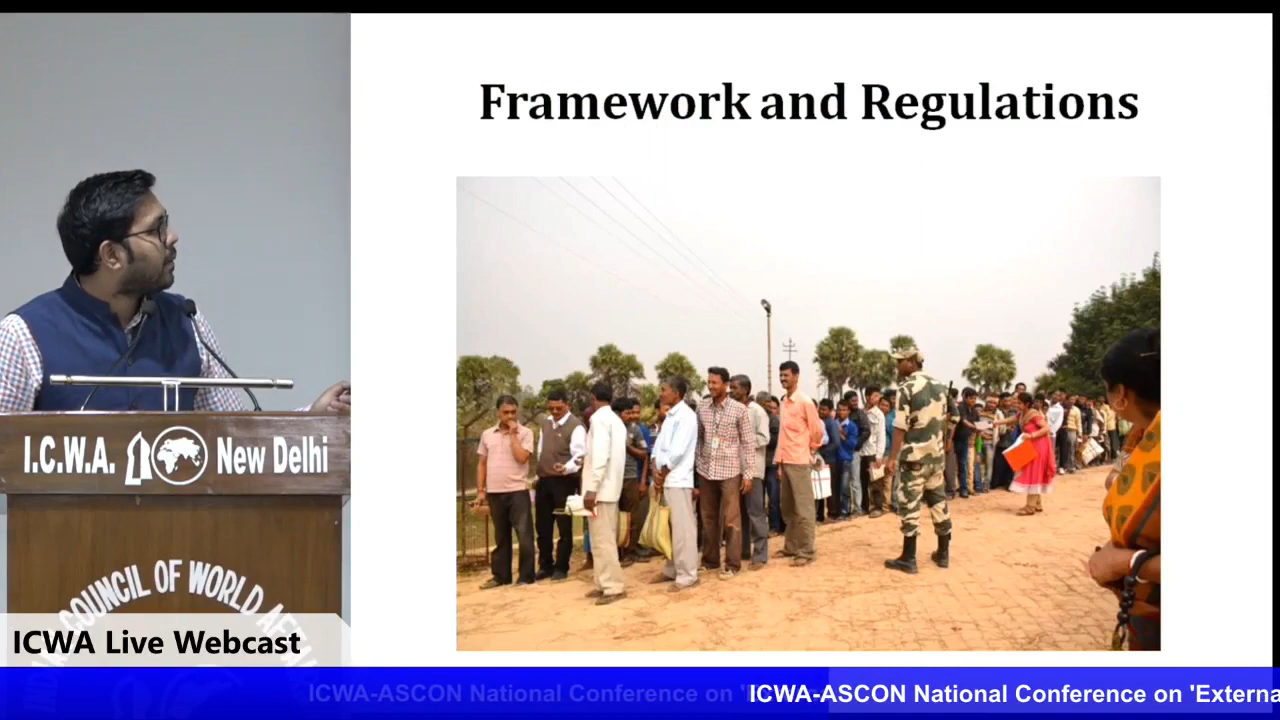 Framework and Regulations
I.C.W.A. New Delhi
COUNCIL OF WORLD
ICWA Live Webcast
ICWA-ASCON National Conference on '
ICWA-ASCON National Conference on 'Externa